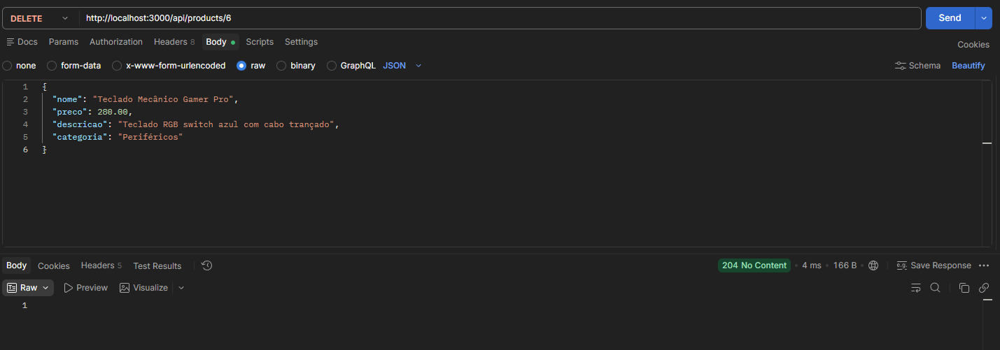 DELETE http://localhost:3000/api/products/6 Send
Docs Params Authorization Headers 8 Body Scripts Settings Cookies
none form-data x-www-form-urlencoded raw binary GraphQL JSON Schema Beautify
1 {
2 "nome": "Teclado Mecânico Gamer Pro",
3 "preco": 280.00,
4 "descricao": "Teclado RGB switch azul com cabo trançado",
5 "categoria": "Periféricos"
6 }
Body Cookies Headers 5 Test Results 204 No Content • 4 ms • 166 B • e.g. Save Response
Raw Preview Visualize
1